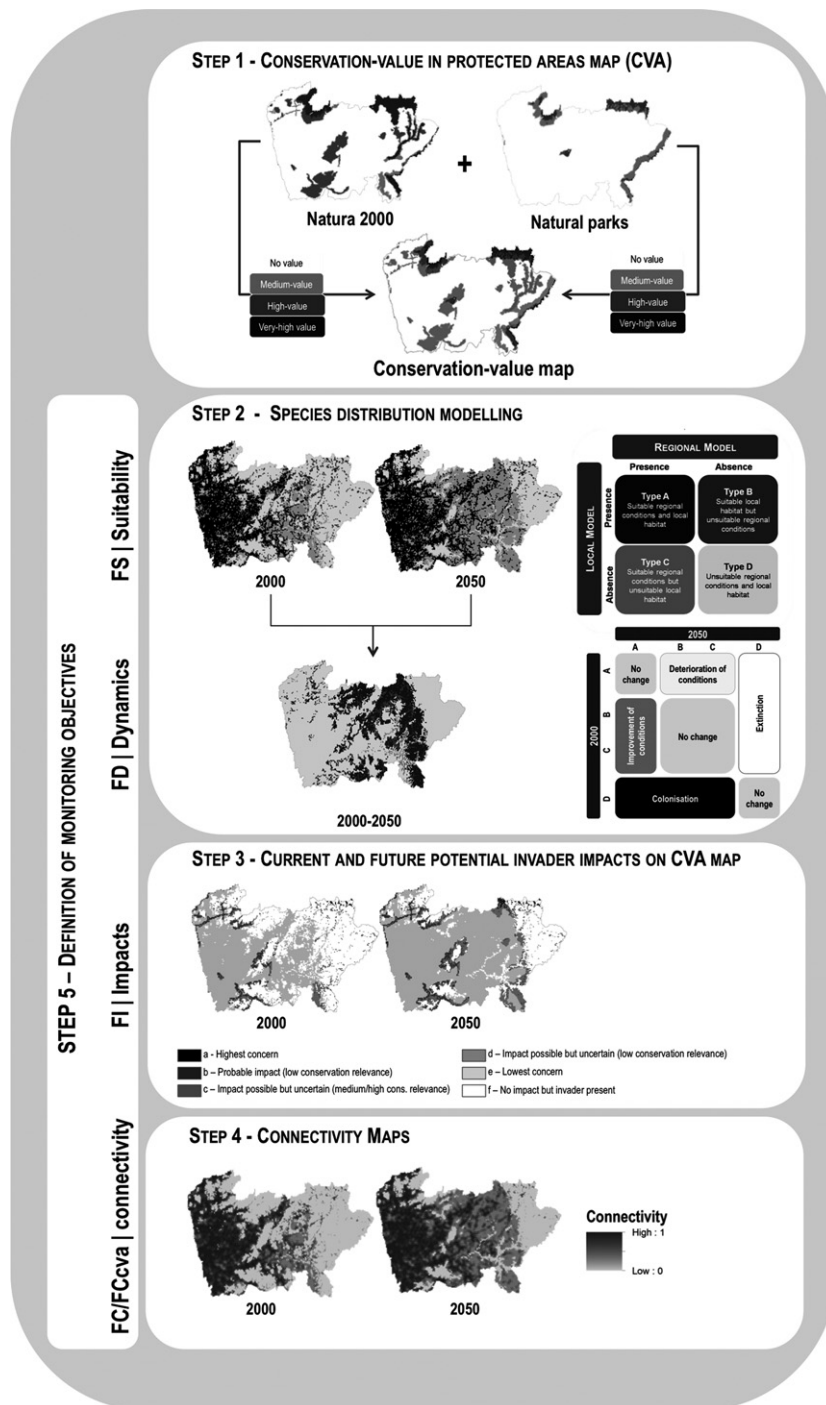 STEP 1 - CONSERVATION-VALUE IN PROTECTED AREAS MAP (CVA)
Natura 2000
+
Natural parks
No value
Medium-value
High-value
Very-high value
No value
Medium-value
High-value
Very-high value
Conservation-value map
STEP 5 – DEFINITION OF MONITORING OBJECTIVES
FS | Suitability
FD | Dynamics
FI | Impacts
FC/FCcva | connectivity
STEP 2 - SPECIES DISTRIBUTION MODELLING
2000
2050
2000-2050
REGIONAL MODEL
Presence
Absence
LOCAL MODEL
Presence
Absence
Type A
Suitable regional
conditions and local
habitat
Type B
Suitable local
habitat but
unsuitable regional
conditions
Type C
Suitable regional
conditions but
unsuitable local
habitat
Type D
Unsuitable regional
conditions and local
habitat
2050
A
B
C
D
2000
A
B
C
D
No
change
Deterioration of
conditions
Extinction
Improvement of
conditions
No change
Colonisation
No
change
STEP 3 - CURRENT AND FUTURE POTENTIAL INVADER IMPACTS ON CVA MAP
2000
2050
a - Highest concern
b – Probable impact (low conservation relevance)
c – Impact possible but uncertain (medium/high cons. relevance)
d – Impact possible but uncertain (low conservation relevance)
e – Lowest concern
f – No impact but invader present
STEP 4 - CONNECTIVITY MAPS
2000
2050
Connectivity
High : 1
Low : 0